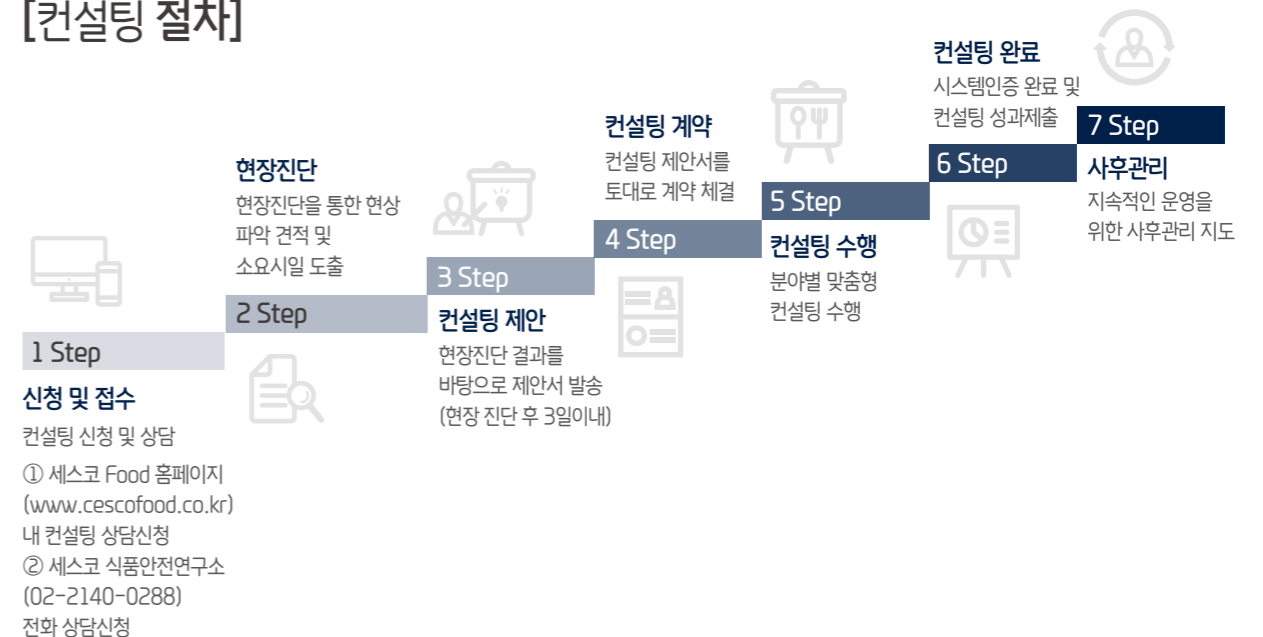 [컨설팅 절차]
1 Step
신청 및 접수
컨설팅 신청 및 상담
① 세스코 Food 홈페이지
(www.cescofood.co.kr)
내 컨설팅 상담신청
② 세스코 식품안전연구소
(02-2140-0288)
전화 상담신청
현장진단
현장진단을 통한 현상
파악 견적 및
소요시일 도출
2 Step
3 Step
컨설팅 제안
현장진단 결과를
바탕으로 제안서 발송
(현장 진단 후 3일이내)
컨설팅 계약
컨설팅 제안서를
토대로 계약 체결
4 Step
5 Step
컨설팅 수행
분야별 맞춤형
컨설팅 수행
컨설팅 완료
시스템인증 완료 및
컨설팅 성과제출
6 Step
7 Step
사후관리
지속적인 운영을
위한 사후관리 지도